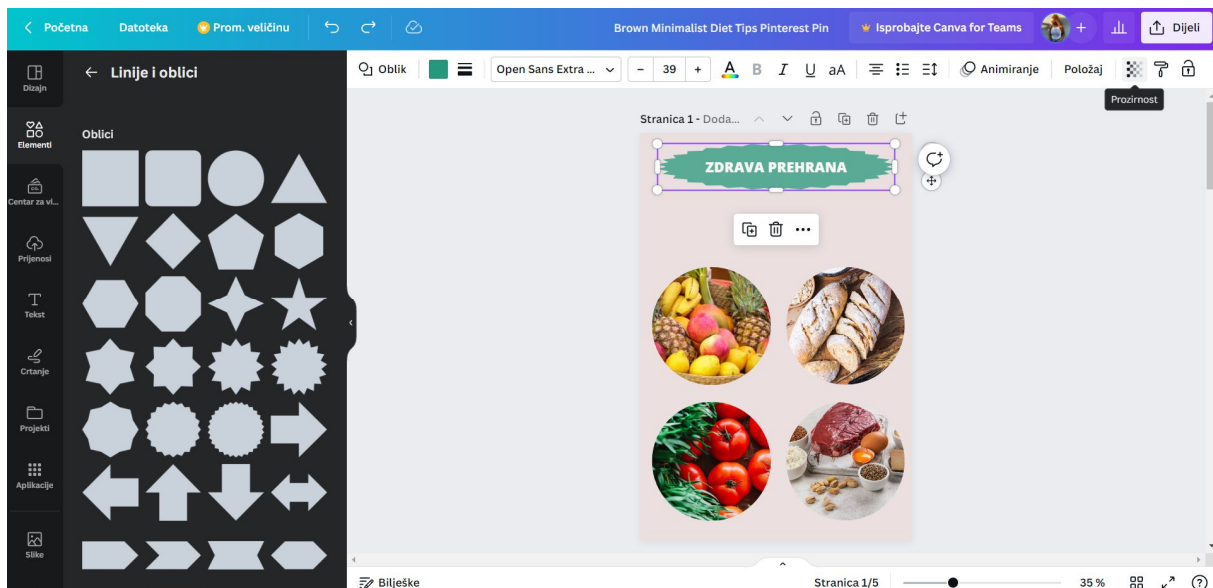 Početna Datoteka Prom. veličinu Brown Minimalist Diet Tips Pinterest Pin Isprobajte Canva for Teams + Dijeli
Dizajn
Elementi
Centar za vi...
Prijenosi
Tekst
Crtanje
Projekti
Aplikacije
Slike
Linije i oblici
Oblici
Oblik Open Sans Extra ... – 39 + A B I U aA Animiranje Položaj
Prozirnost
Stranica 1 - Doda...
ZDRAVA PREHRANA
Bilješke Stranica 1/5 35 %